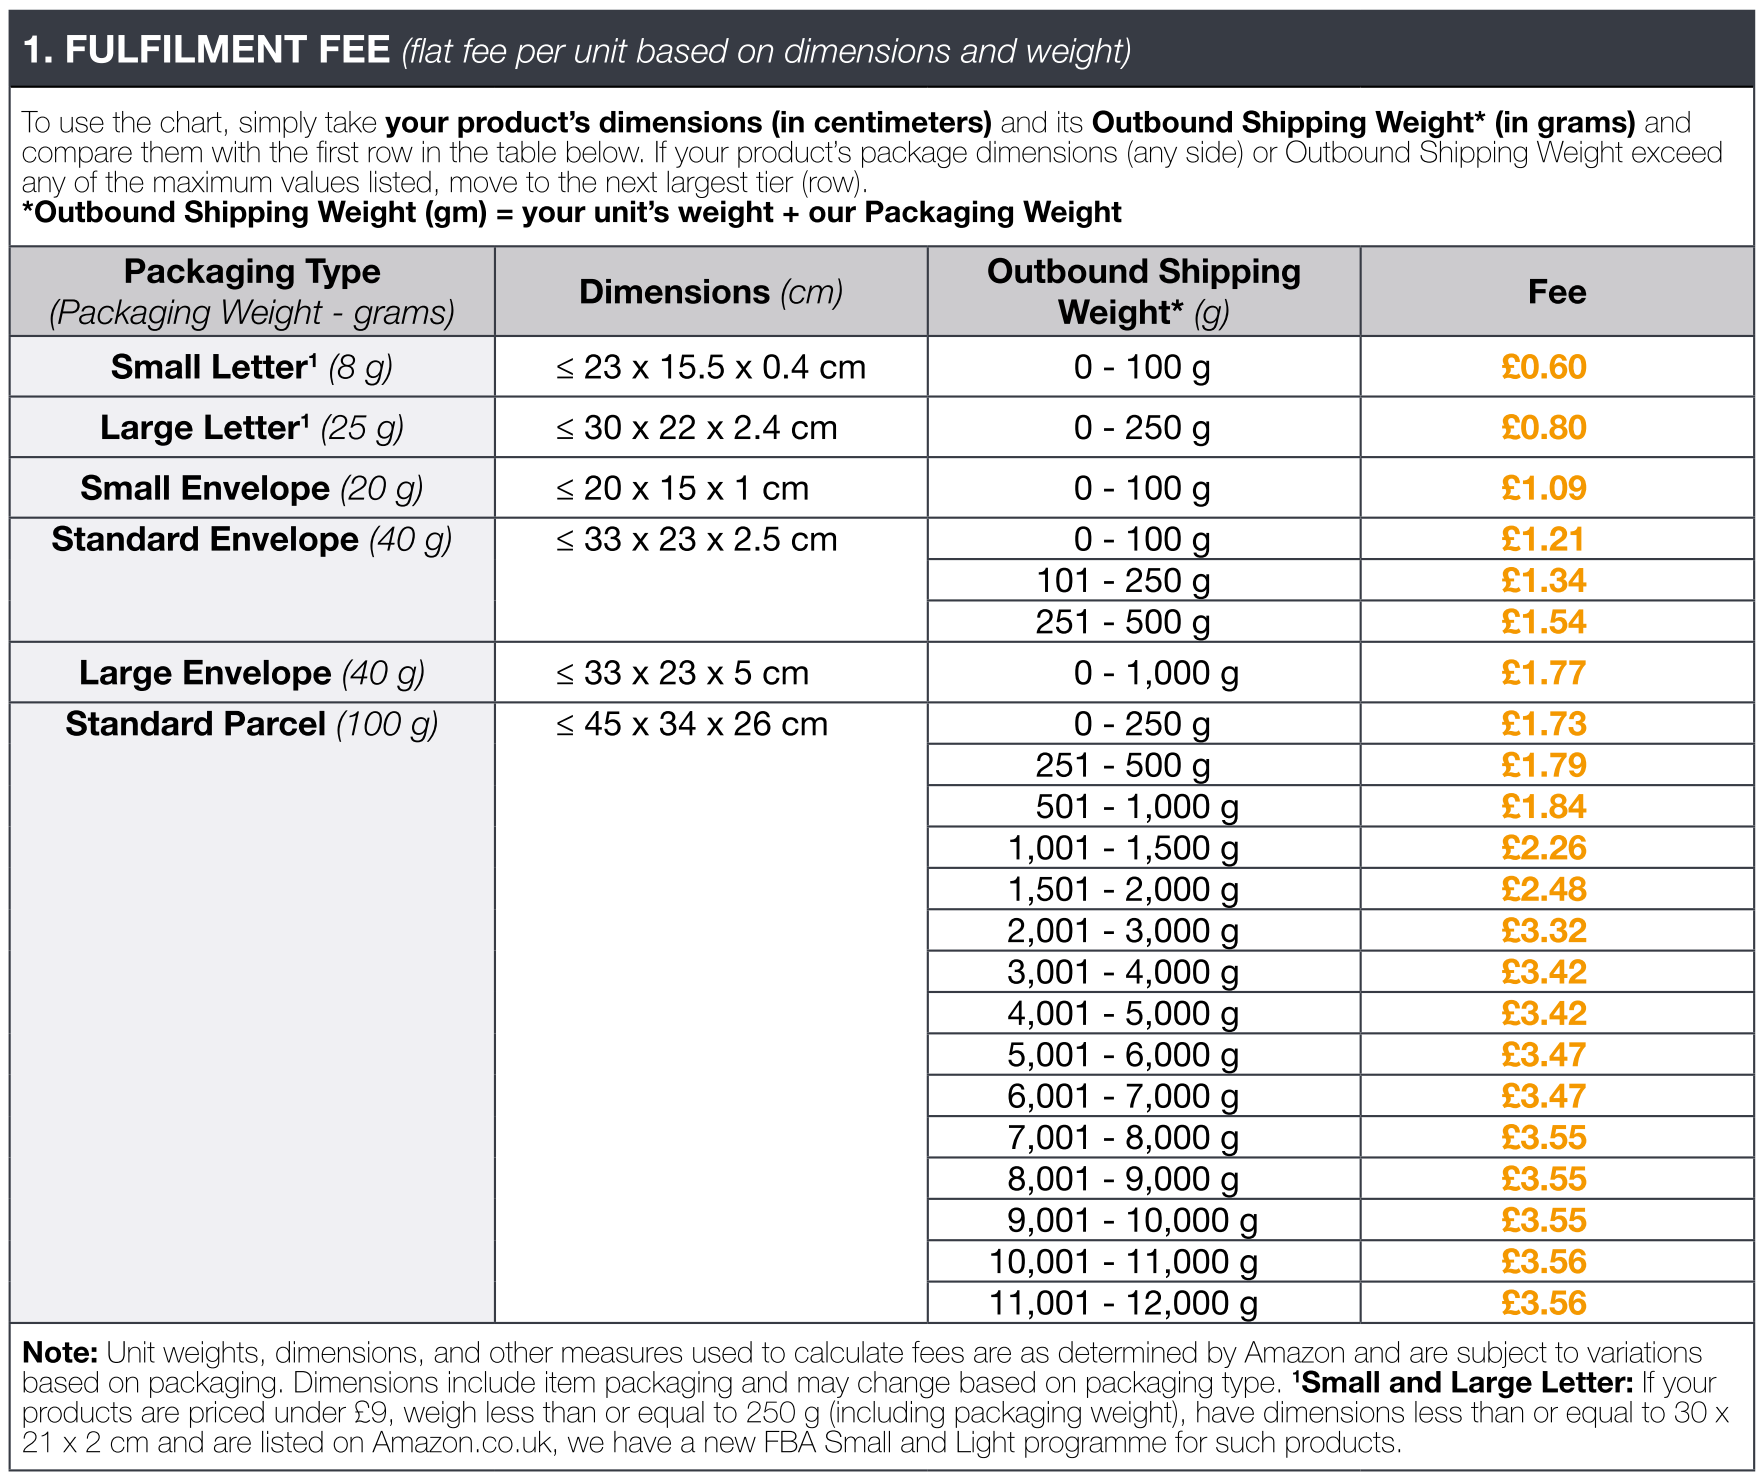 1. FULFILMENT FEE (flat fee per unit based on dimensions and weight)
To use the chart, simply take your product’s dimensions (in centimeters) and its Outbound Shipping Weight* (in grams) and
compare them with the first row in the table below. If your product’s package dimensions (any side) or Outbound Shipping Weight exceed
any of the maximum values listed, move to the next largest tier (row).
*Outbound Shipping Weight (gm) = your unit’s weight + our Packaging Weight
Packaging Type
(Packaging Weight - grams)
Dimensions (cm)
Outbound Shipping
Weight* (g)
Fee
Small Letter¹ (8 g) ≤ 23 x 15.5 x 0.4 cm 0 - 100 g £0.60
Large Letter¹ (25 g) ≤ 30 x 22 x 2.4 cm 0 - 250 g £0.80
Small Envelope (20 g) ≤ 20 x 15 x 1 cm 0 - 100 g £1.09
Standard Envelope (40 g) ≤ 33 x 23 x 2.5 cm 0 - 100 g £1.21
101 - 250 g £1.34
251 - 500 g £1.54
Large Envelope (40 g) ≤ 33 x 23 x 5 cm 0 - 1,000 g £1.77
Standard Parcel (100 g) ≤ 45 x 34 x 26 cm 0 - 250 g £1.73
251 - 500 g £1.79
501 - 1,000 g £1.84
1,001 - 1,500 g £2.26
1,501 - 2,000 g £2.48
2,001 - 3,000 g £3.32
3,001 - 4,000 g £3.42
4,001 - 5,000 g £3.42
5,001 - 6,000 g £3.47
6,001 - 7,000 g £3.47
7,001 - 8,000 g £3.55
8,001 - 9,000 g £3.55
9,001 - 10,000 g £3.55
10,001 - 11,000 g £3.56
11,001 - 12,000 g £3.56
Note: Unit weights, dimensions, and other measures used to calculate fees are as determined by Amazon and are subject to variations
based on packaging. Dimensions include item packaging and may change based on packaging type. ¹Small and Large Letter: If your
products are priced under £9, weigh less than or equal to 250 g (including packaging weight), have dimensions less than or equal to 30 x
21 x 2 cm and are listed on Amazon.co.uk, we have a new FBA Small and Light programme for such products.